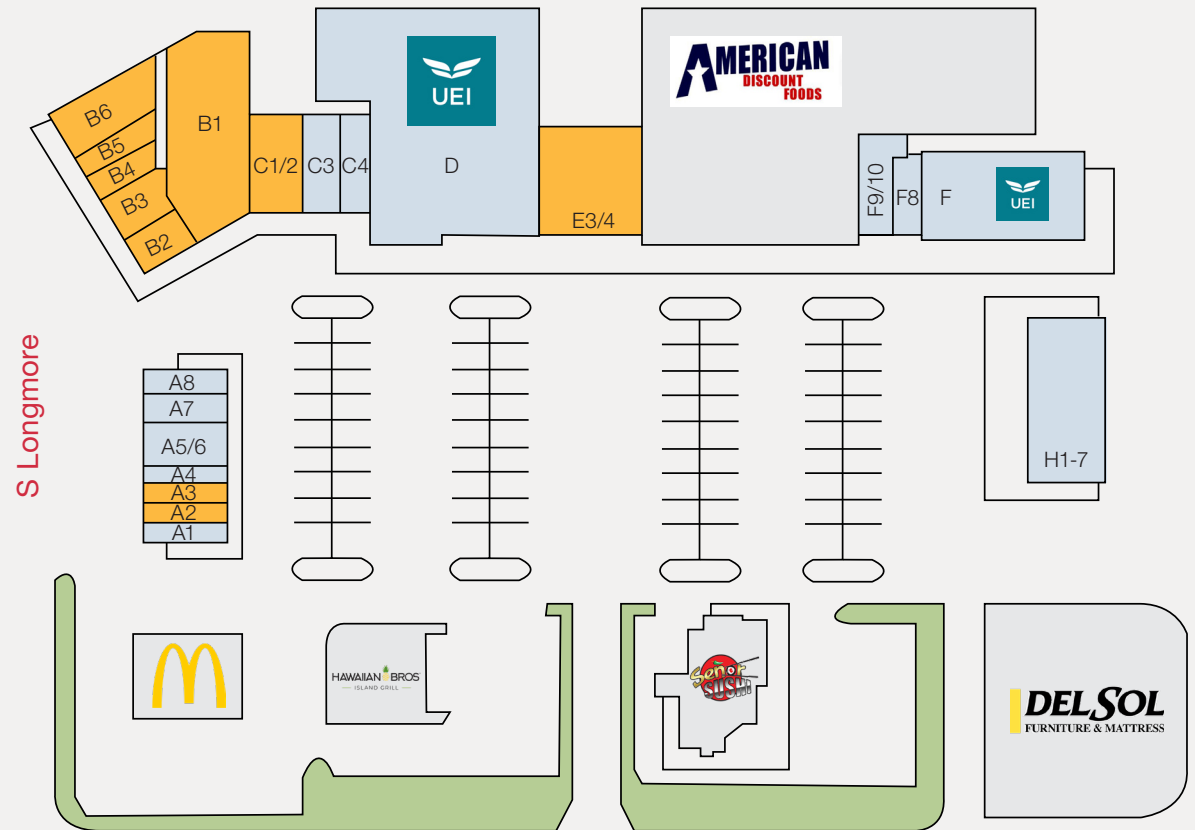 UEI
AMERICAN
DISCOUNT
FOODS
B6
B5
B4
B3
B2
B1
C1/2
C3
C4
D
E3/4
F9/10
F8
F
UEI
S Longmore
A8
A7
A5/6
A4
A3
A2
A1
H1-7
HAWAIIAN BROS
ISLAND GRILL
Señor
SUSHI
DEL SOL
FURNITURE & MATTRESS